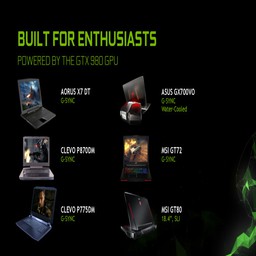 BUILT FOR ENTHUSIASTS
POWERED BY THE GTX 980 GPU
AORUS X7 DT
G-SYNC
ASUS GX700VO
G-SYNC
Water-Cooled
CLEVO P870DM
G-SYNC
MSI GT72
G-SYNC
CLEVO P775DM
G-SYNC
MSI GT80
18.4", SLI